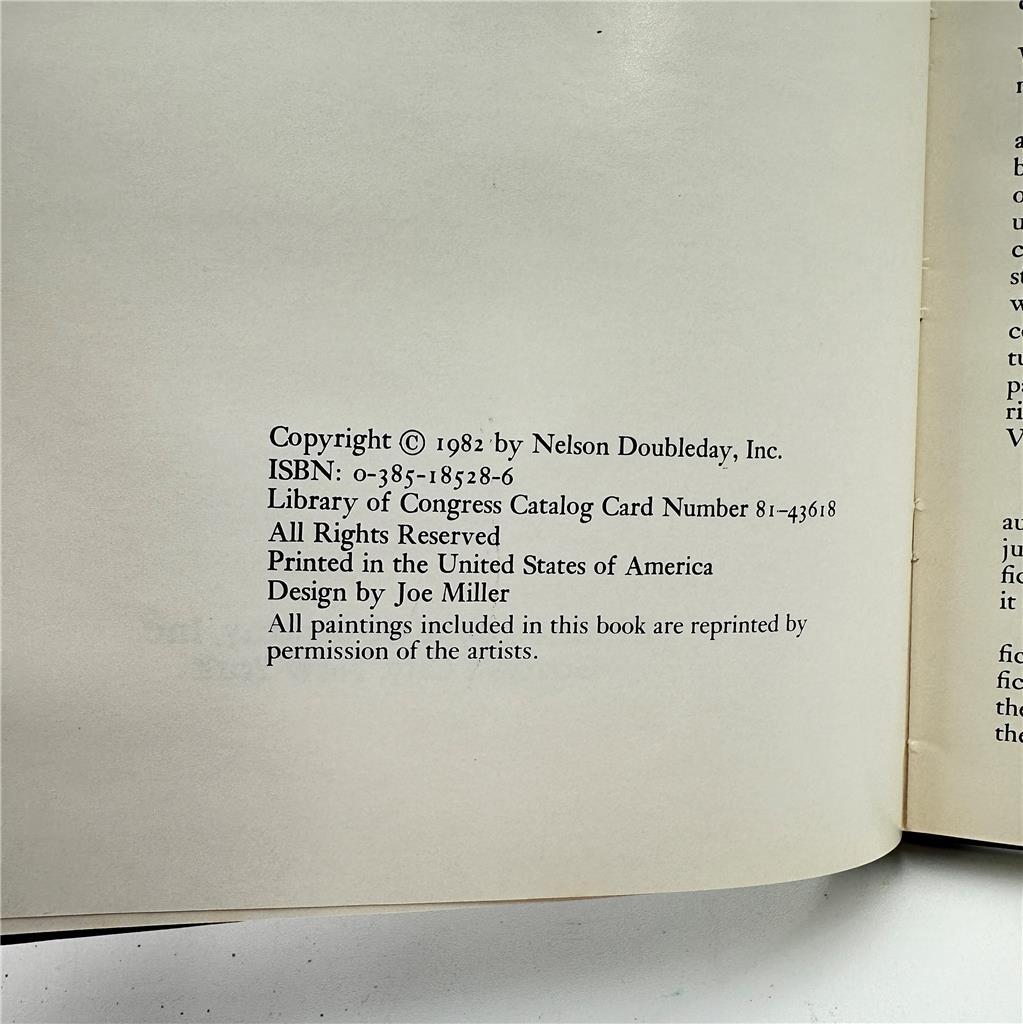 Copyright © 1982 by Nelson Doubleday, Inc.
ISBN: 0-385-18528-6
Library of Congress Catalog Card Number 81-43618
All Rights Reserved
Printed in the United States of America
Design by Joe Miller
All paintings included in this book are reprinted by
permission of the artists.